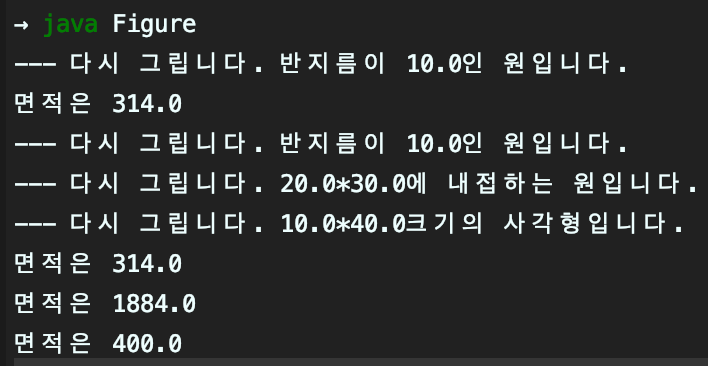 → java Figure
--- 다시 그립니다. 반지름이 10.0인 원입니다.
면적은 314.0
--- 다시 그립니다. 반지름이 10.0인 원입니다.
--- 다시 그립니다. 20.0*30.0에 내접하는 원입니다.
--- 다시 그립니다. 10.0*40.0크기의 사각형입니다.
면적은 314.0
면적은 1884.0
면적은 400.0